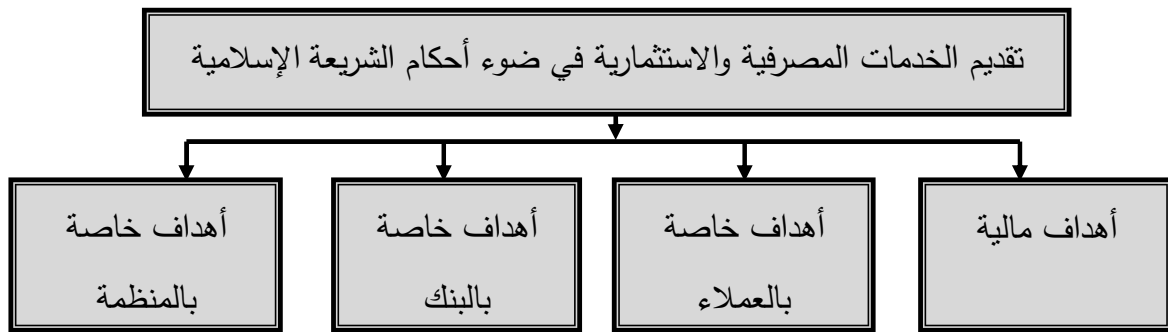 تقديم الخدمات المصرفية والاستثمارية في ضوء أحكام الشريعة الإسلامية
أهداف مالية
أهداف خاصة
بالعملاء
أهداف خاصة
بالبنك
أهداف خاصة
بالمنظمة